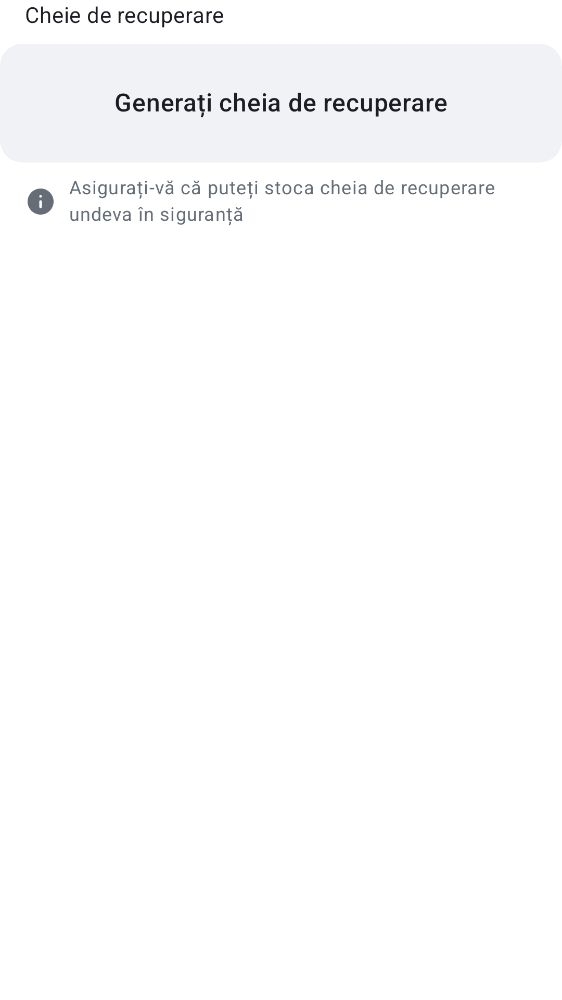 Cheie de recuperare
Generați cheia de recuperare
Asigurați-vă că puteți stoca cheia de recuperare
undeva în siguranță